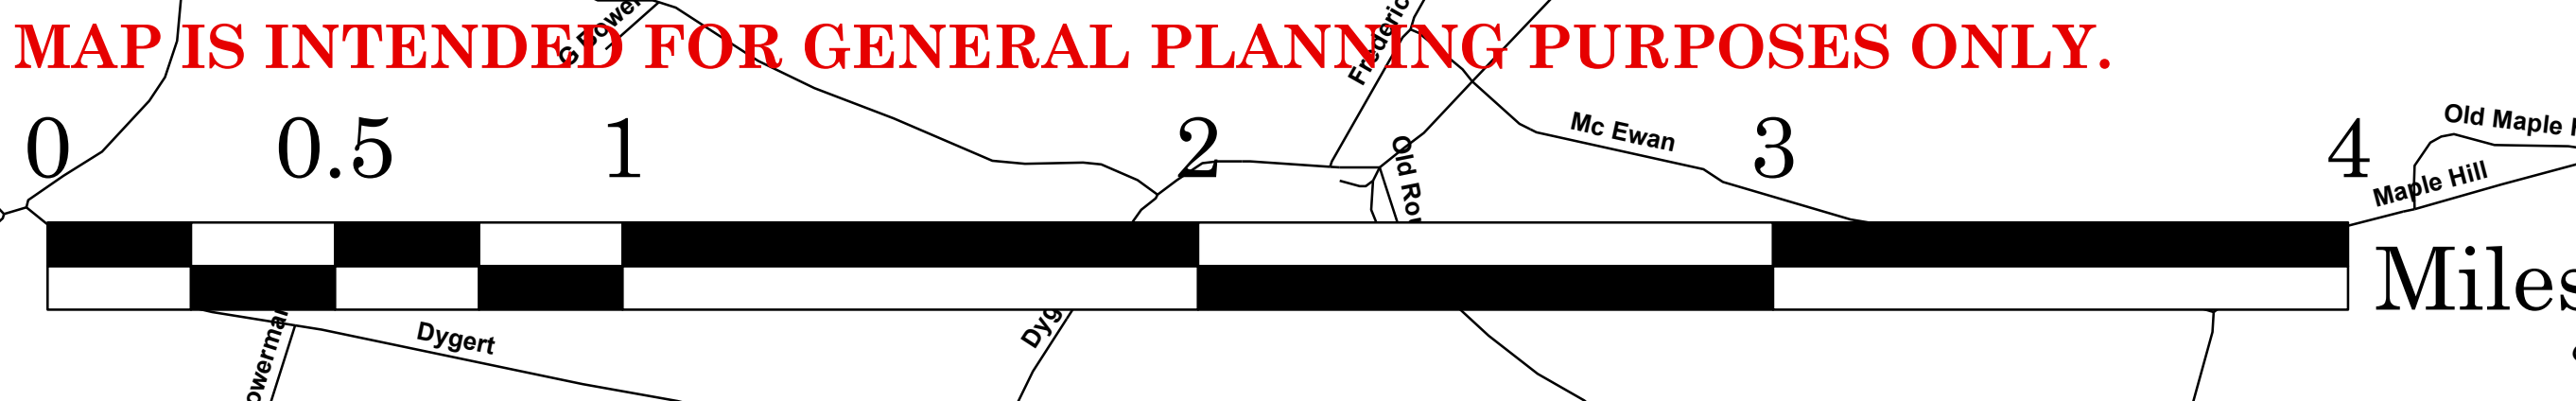 MAP IS INTENDED FOR GENERAL PLANNING PURPOSES ONLY.
0 0.5 1 2 3 4
Mc Ewan
Old Maple
Maple Hill
Old
Miles
Dygert